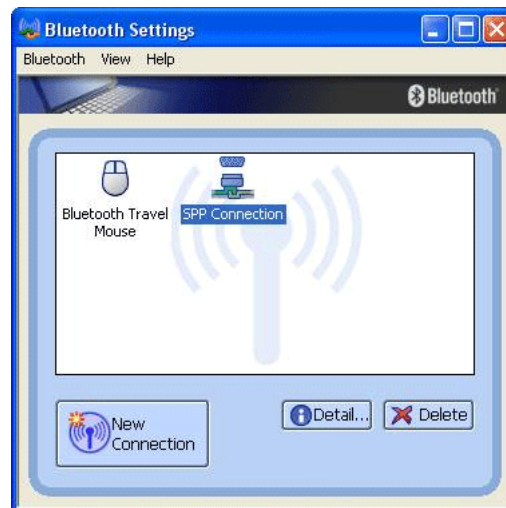 Bluetooth Settings
Bluetooth View Help
Bluetooth
Bluetooth Travel
Mouse
SPP Connection
New
Connection
Detail...
Delete